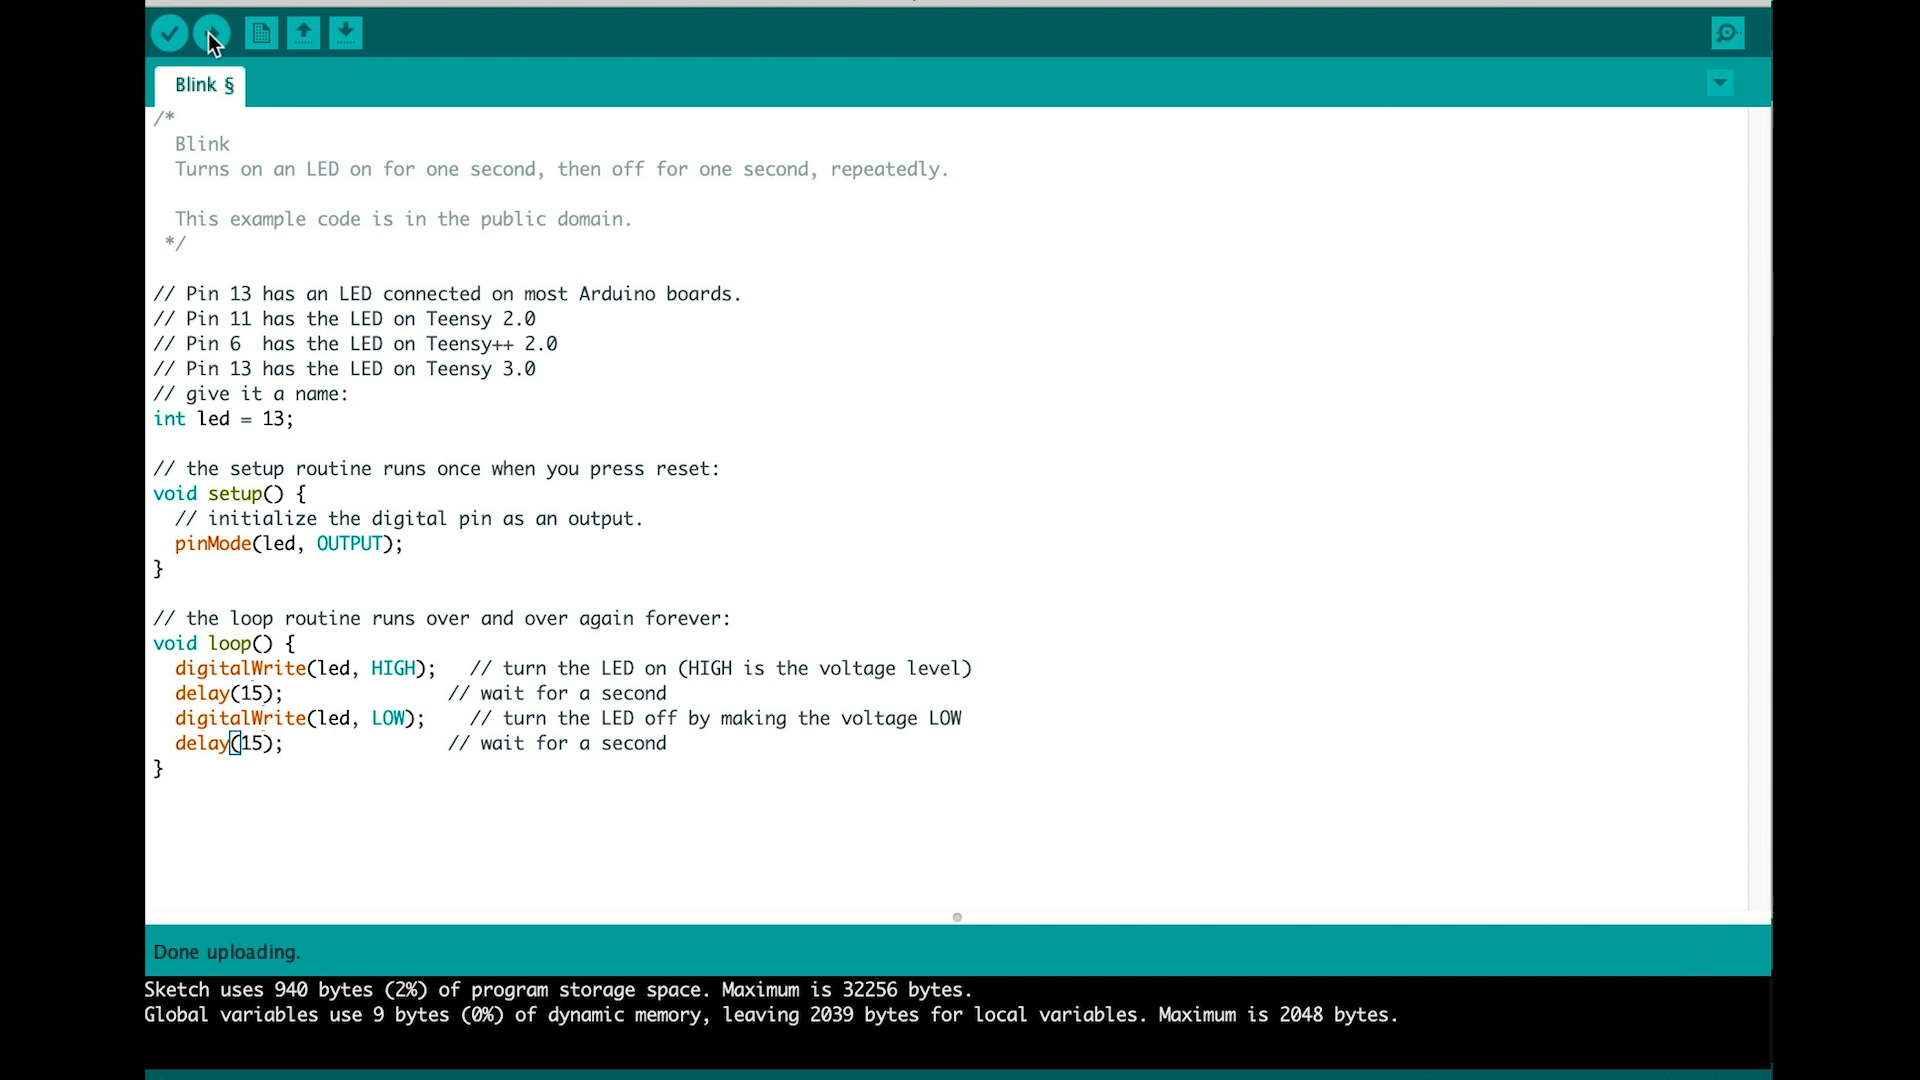 Blink §
/*
Blink
Turns on an LED on for one second, then off for one second, repeatedly.
This example code is in the public domain.
*/
// Pin 13 has an LED connected on most Arduino boards.
// Pin 11 has the LED on Teensy 2.0
// Pin 6  has the LED on Teensy++ 2.0
// Pin 13 has the LED on Teensy 3.0
// give it a name:
int led = 13;
// the setup routine runs once when you press reset:
void setup() {
// initialize the digital pin as an output.
pinMode(led, OUTPUT);
}
// the loop routine runs over and over again forever:
void loop() {
digitalWrite(led, HIGH);   // turn the LED on (HIGH is the voltage level)
delay(15);               // wait for a second
digitalWrite(led, LOW);    // turn the LED off by making the voltage LOW
delay(15);               // wait for a second
}
Done uploading.
Sketch uses 940 bytes (2%) of program storage space. Maximum is 32256 bytes.
Global variables use 9 bytes (0%) of dynamic memory, leaving 2039 bytes for local variables. Maximum is 2048 bytes.